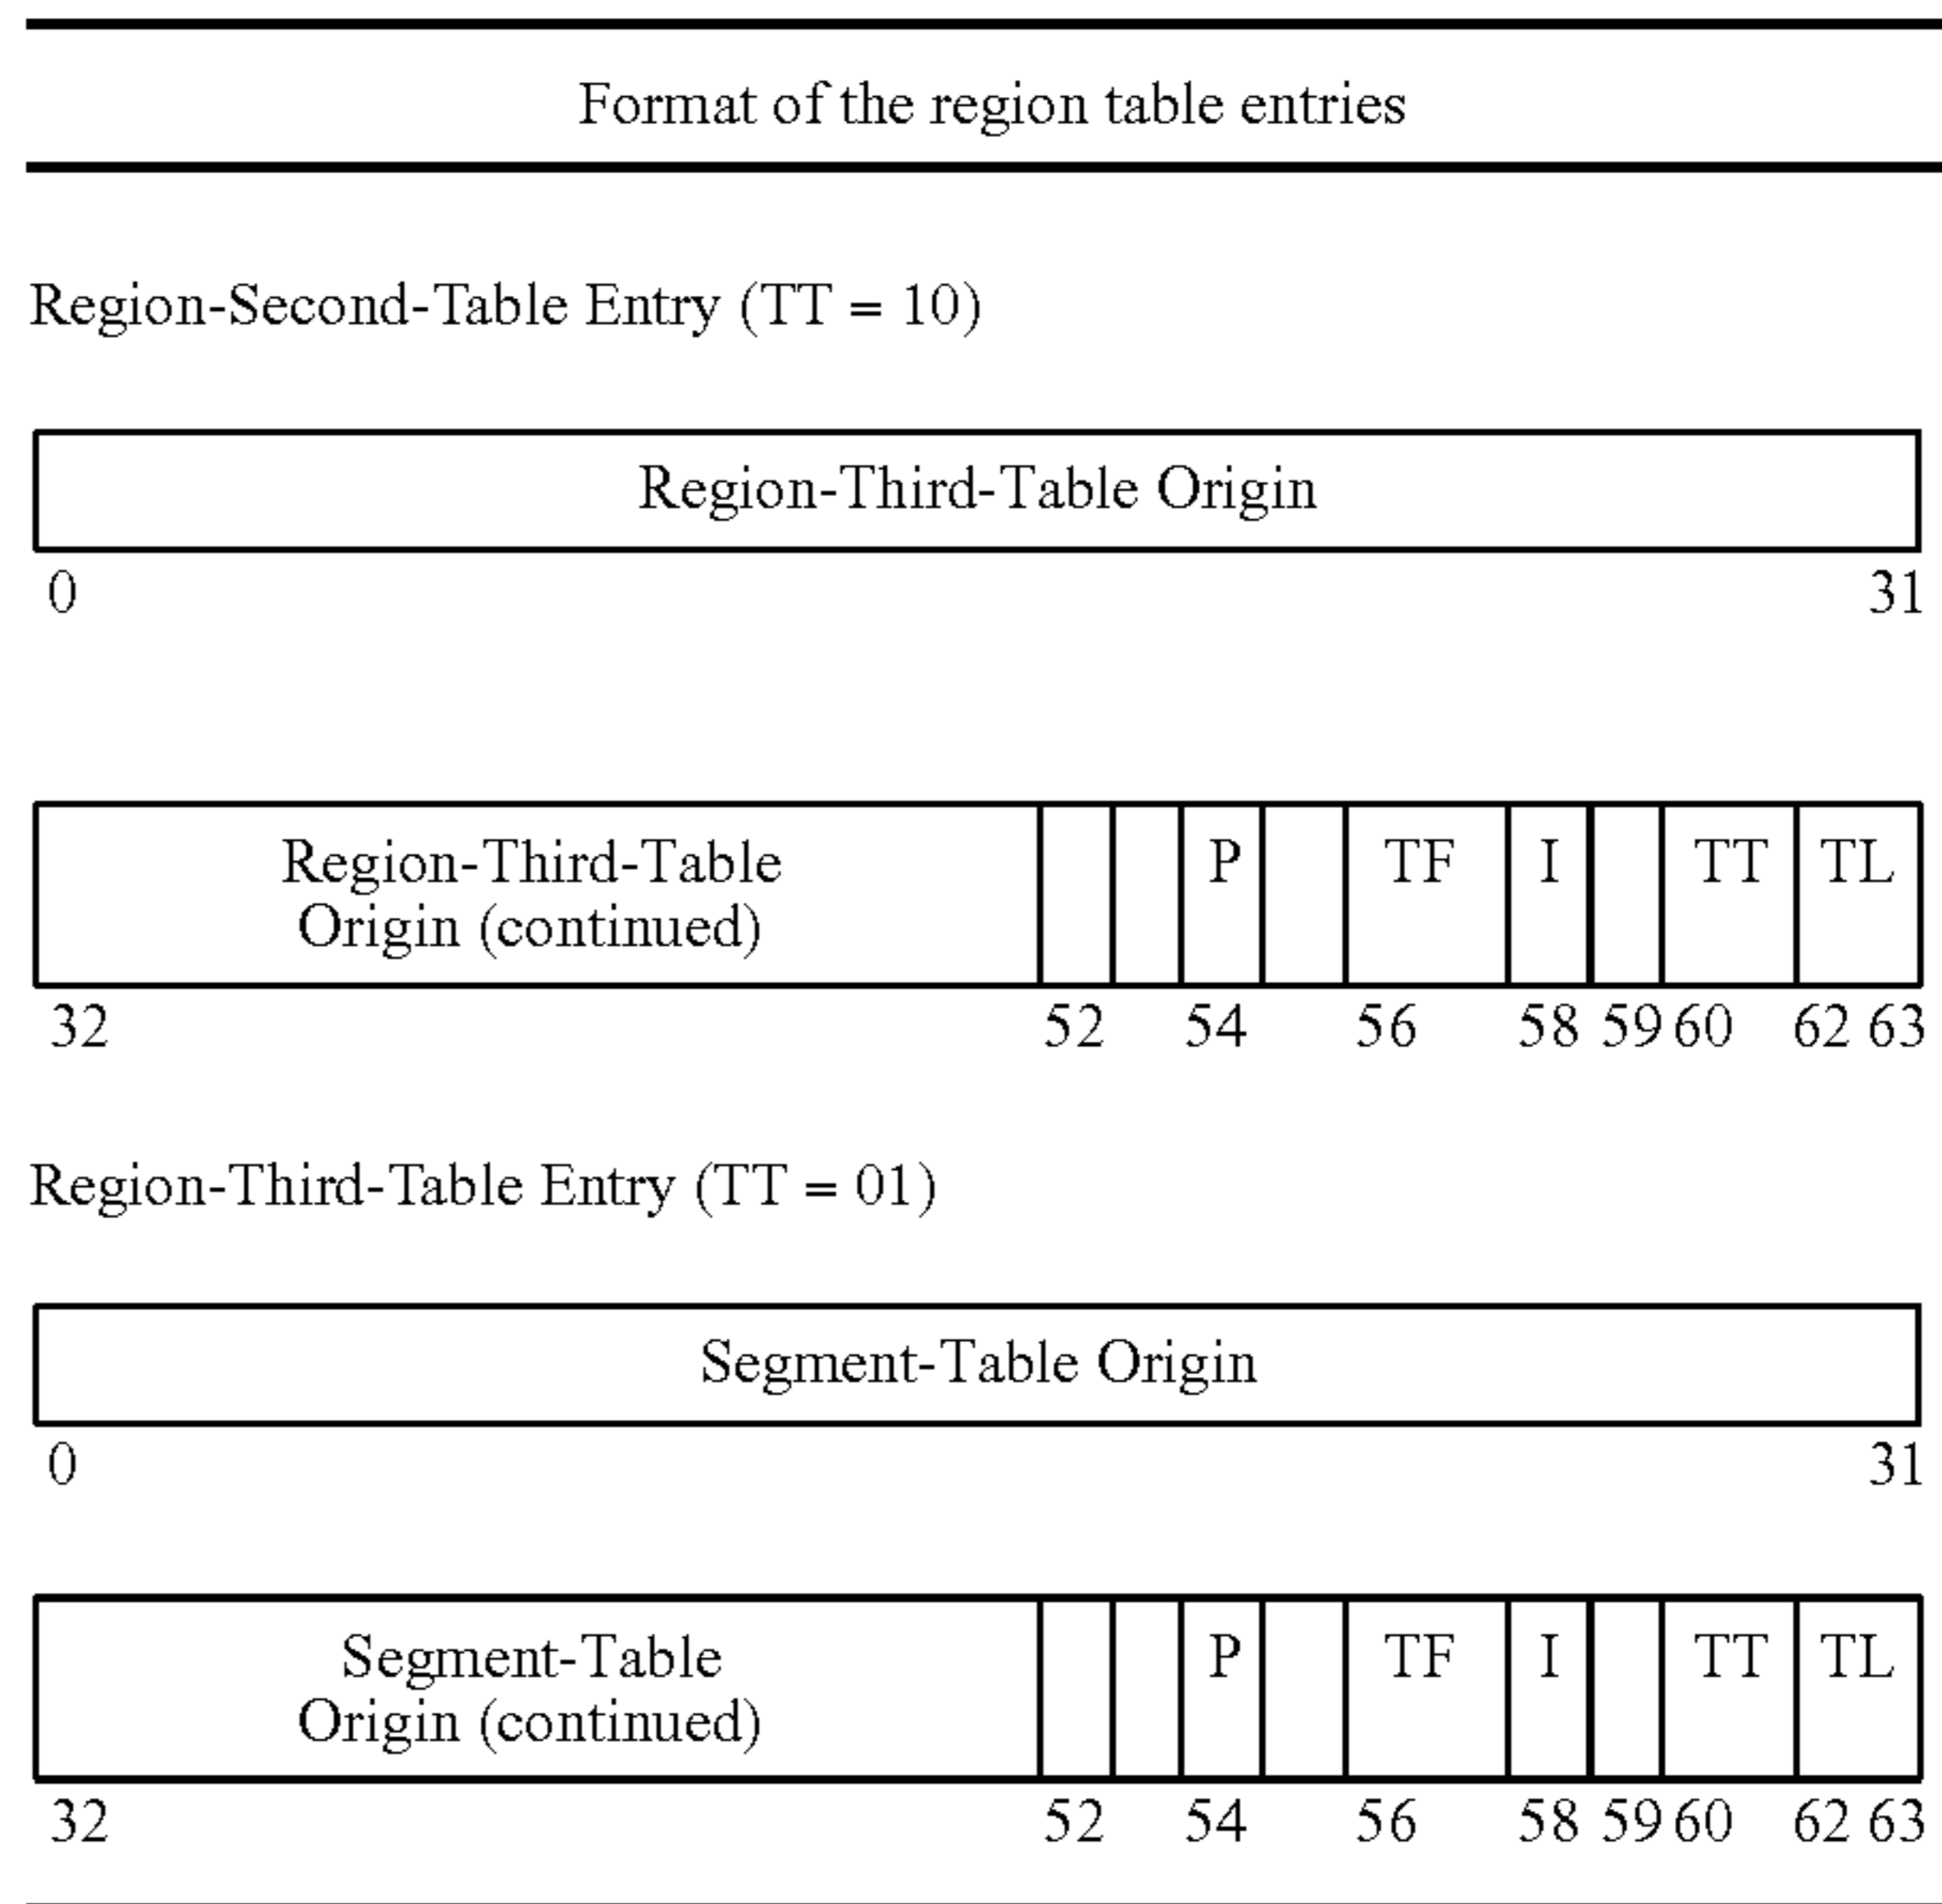 Format of the region table entries
Region-Second-Table Entry (TT = 10)
Region-Third-Table Origin
0 31
Region-Third-Table P TF I TT TL
Origin (continued)
32 52 54 56 58 59 60 62 63
Region-Third-Table Entry (TT = 01)
Segment-Table Origin
0 31
Segment-Table P TF I TT TL
Origin (continued)
32 52 54 56 58 59 60 62 63